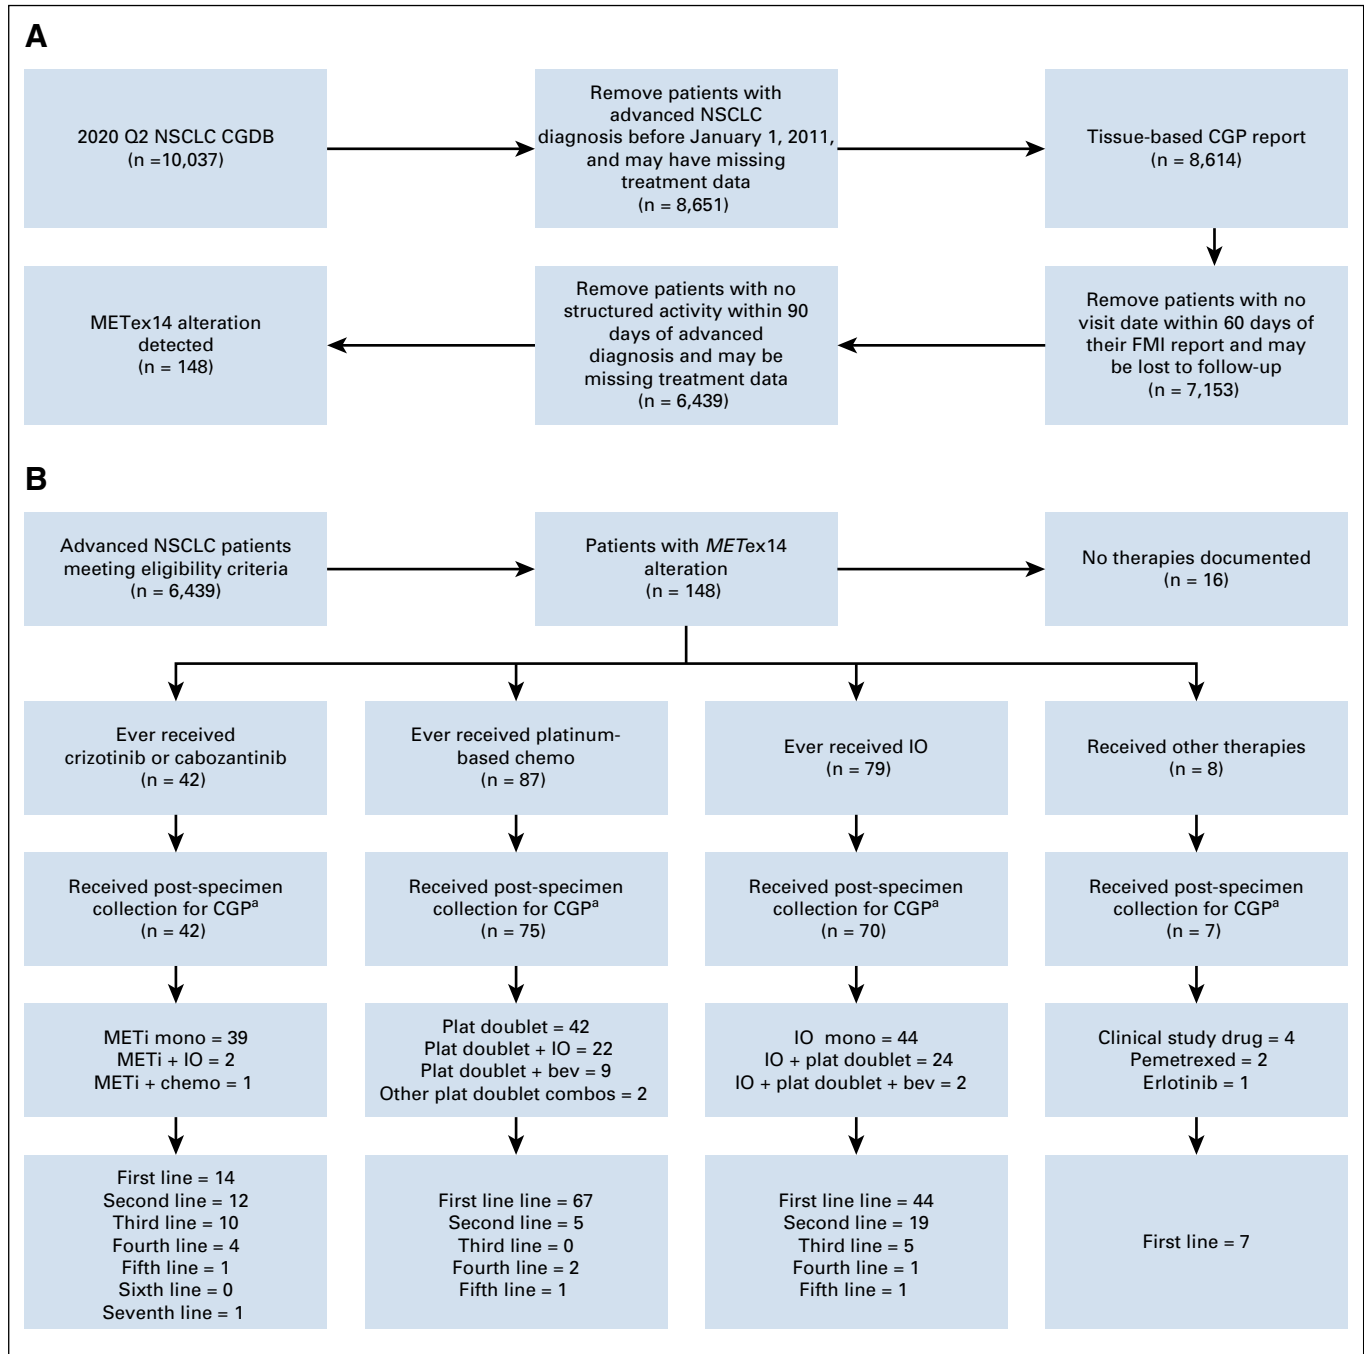 A
2020 Q2 NSCLC CGDB
(n =10,037)
Remove patients with
advanced NSCLC
diagnosis before January 1, 2011,
and may have missing
treatment data
(n = 8,651)
Tissue-based CGP report
(n = 8,614)
METex14 alteration
detected
(n = 148)
Remove patients with no
structured activity within 90
days of advanced
diagnosis and may be
missing treatment data
(n = 6,439)
Remove patients with no
visit date within 60 days of
their FMI report and may
be lost to follow-up
(n = 7,153)
B
Advanced NSCLC patients
meeting eligibility criteria
(n = 6,439)
Patients with METex14
alteration
(n = 148)
No therapies documented
(n = 16)
Ever received
crizotinib or cabozantinib
(n = 42)
Ever received platinum-
based chemo
(n = 87)
Ever received IO
(n = 79)
Received other therapies
(n = 8)
Received post-specimen
collection for CGPa
(n = 42)
Received post-specimen
collection for CGPa
(n = 75)
Received post-specimen
collection for CGPa
(n = 70)
Received post-specimen
collection for CGPa
(n = 7)
METi mono = 39
METi + IO = 2
METi + chemo = 1
Plat doublet = 42
Plat doublet + IO = 22
Plat doublet + bev = 9
Other plat doublet combos = 2
IO mono = 44
IO + plat doublet = 24
IO + plat doublet + bev = 2
Clinical study drug = 4
Pemetrexed = 2
Erlotinib = 1
First line = 14
Second line = 12
Third line = 10
Fourth line = 4
Fifth line = 1
Sixth line = 0
Seventh line = 1
First line line = 67
Second line = 5
Third line = 0
Fourth line = 2
Fifth line = 1
First line line = 44
Second line = 19
Third line = 5
Fourth line = 1
Fifth line = 1
First line = 7